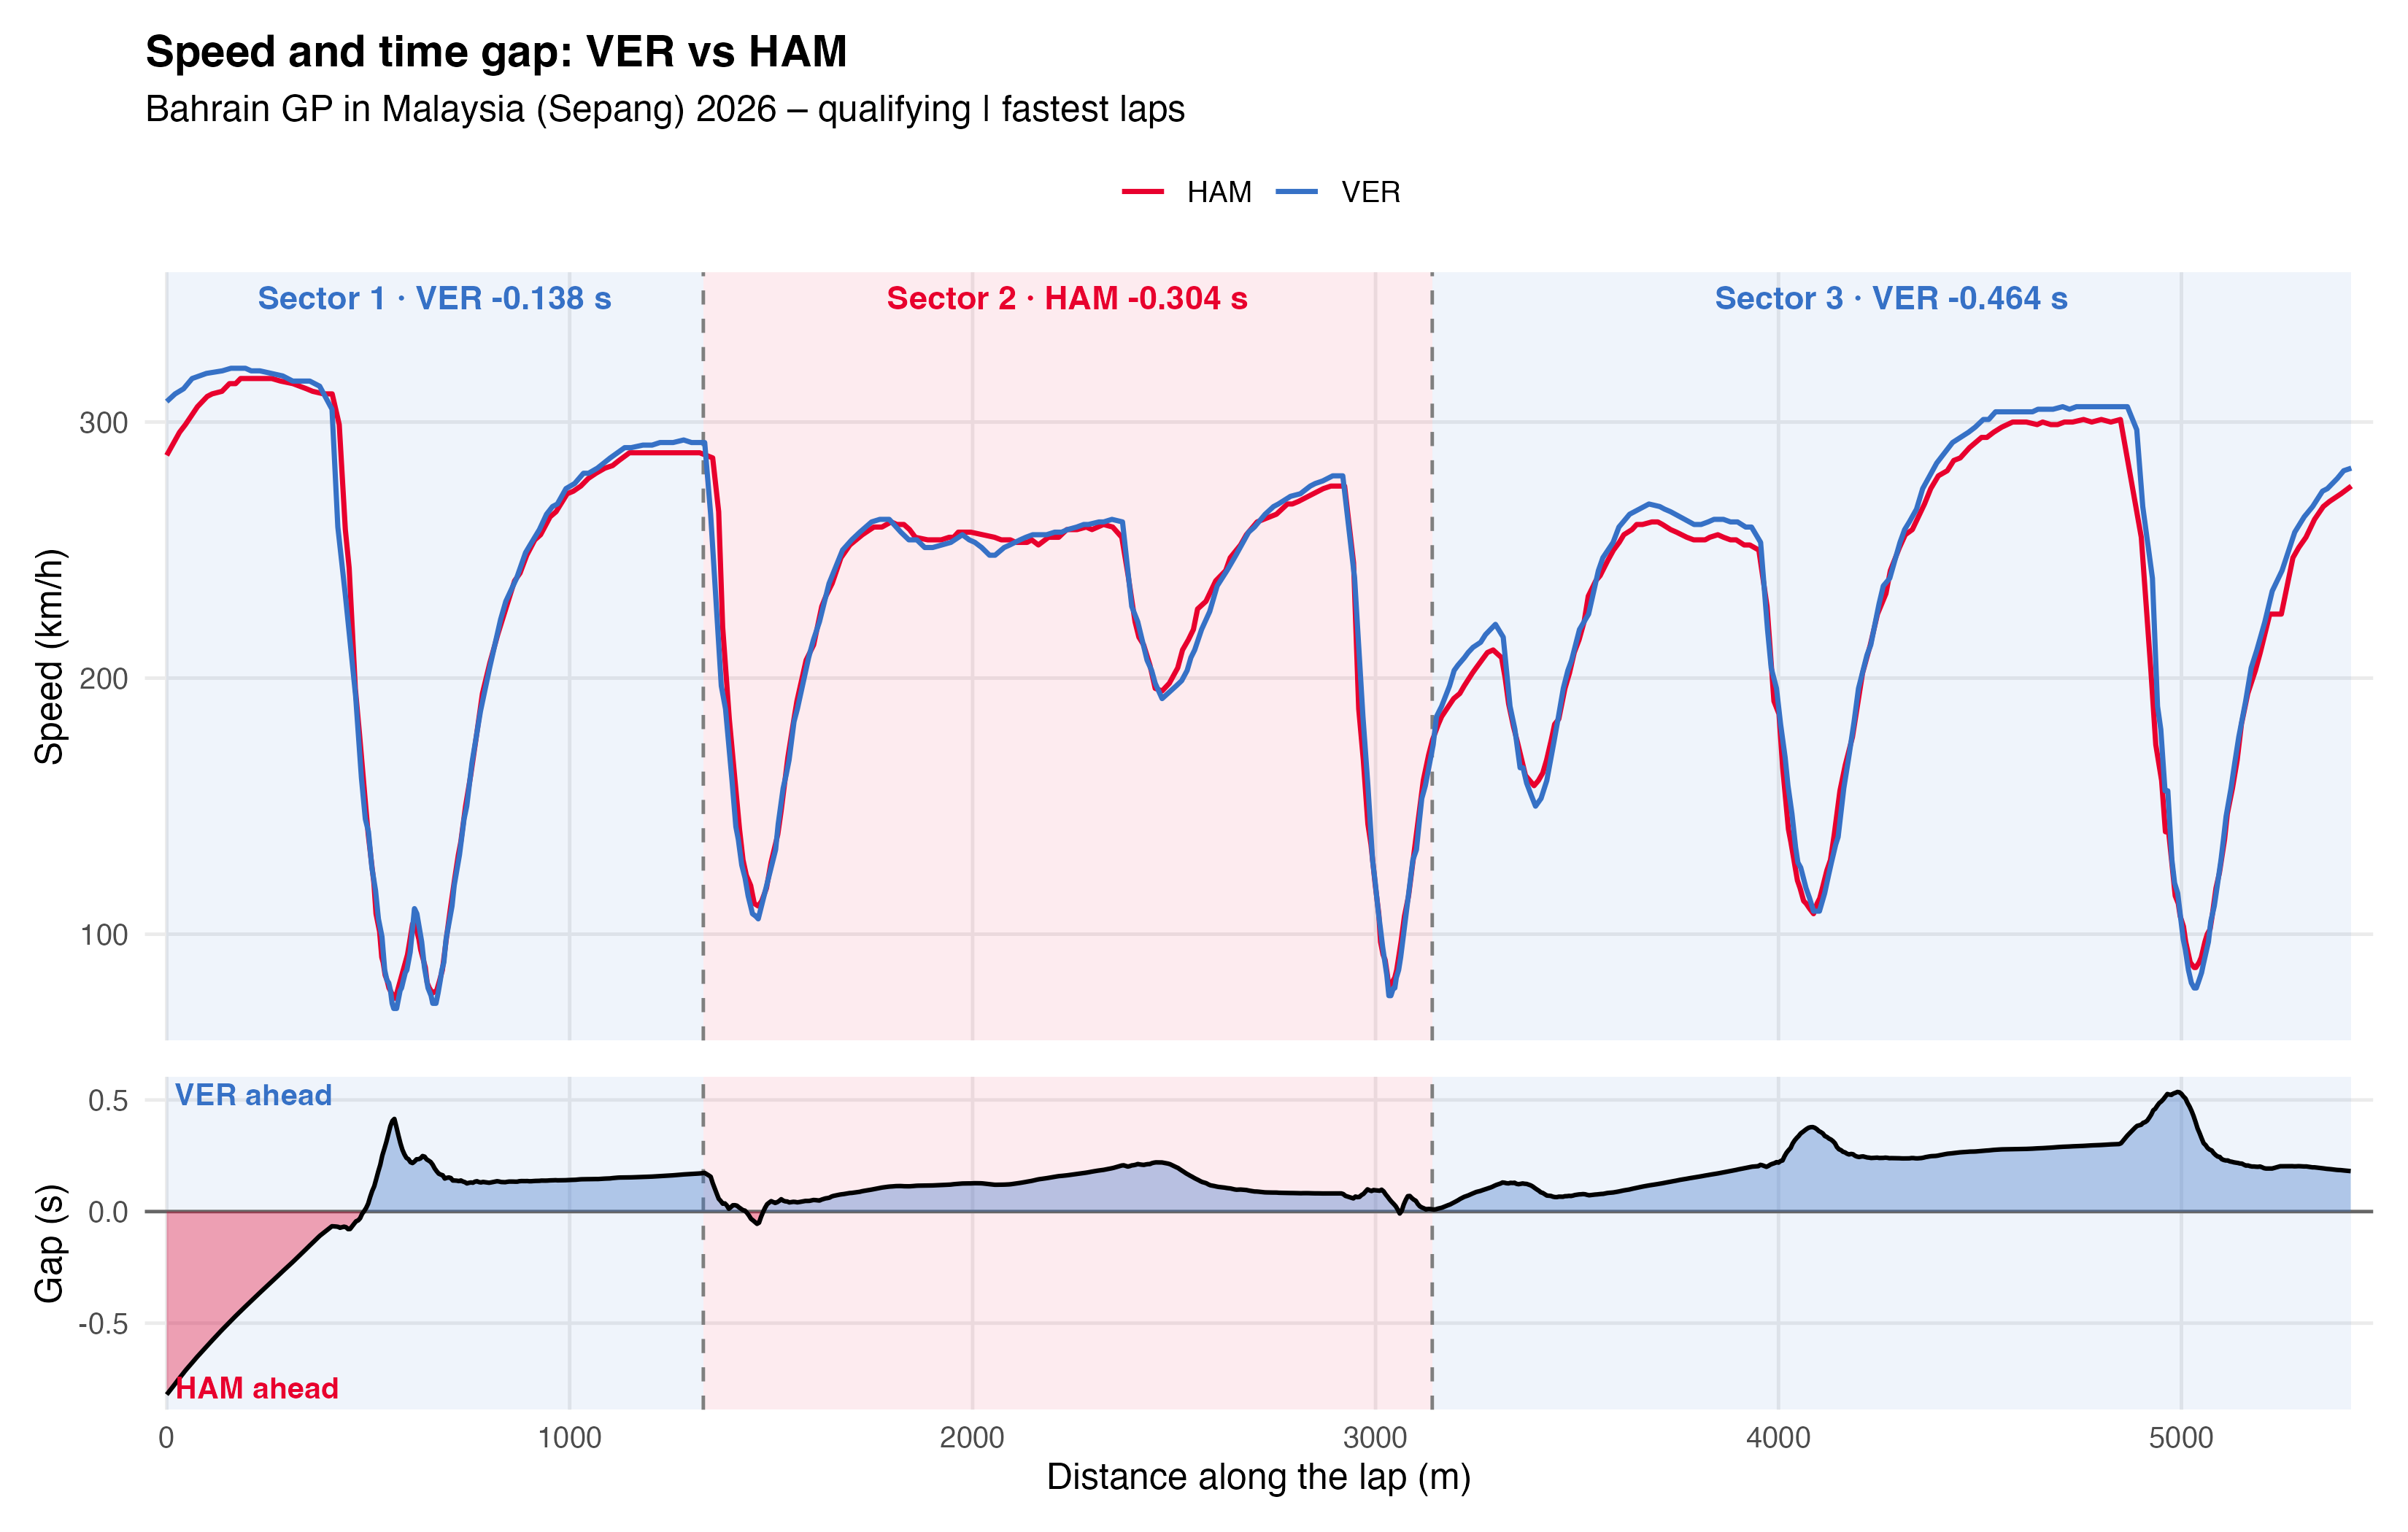 Speed and time gap: VER vs HAM
Bahrain GP in Malaysia (Sepang) 2026 – qualifying | fastest laps
HAM VER
Sector 1 · VER -0.138 s
Sector 2 · HAM -0.304 s
Sector 3 · VER -0.464 s
Speed (km/h)
300
200
100
VER ahead
HAM ahead
Gap (s)
0.5
0.0
-0.5
0 1000 2000 3000 4000 5000
Distance along the lap (m)